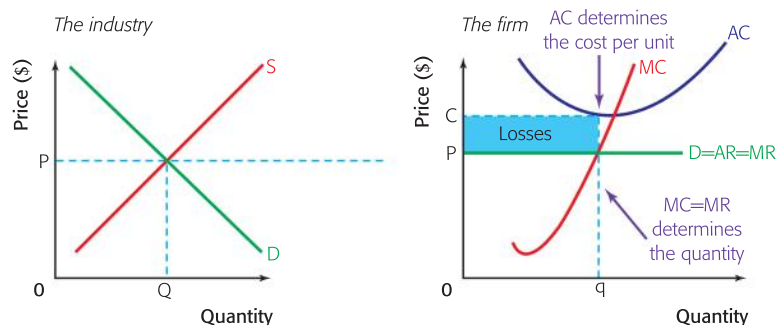 The industry
Price ($)
S
P
D
0
Q
Quantity
The firm
AC determines
the cost per unit
AC
MC
Price ($)
C
Losses
P
D=AR=MR
MC=MR
determines
the quantity
0
q
Quantity